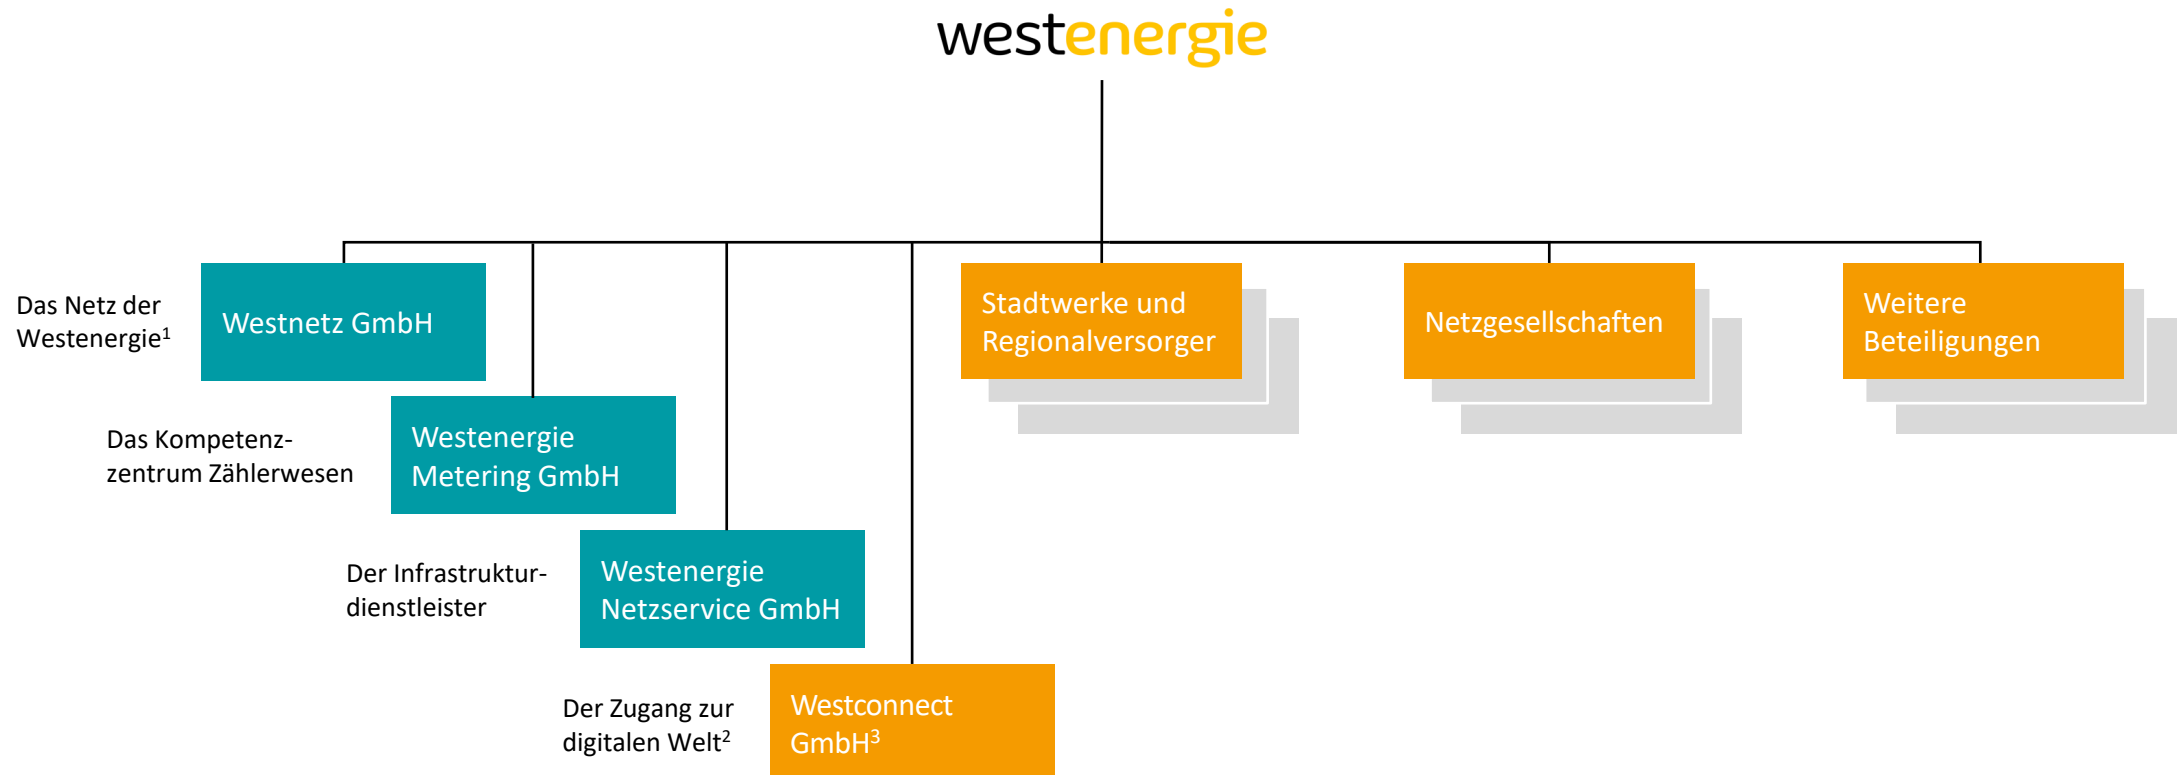 westenergie
Das Netz der
Westenergie¹
Westnetz GmbH
Stadtwerke und
Regionalversorger
Netzgesellschaften
Weitere
Beteiligungen
Das Kompetenz-
zentrum Zählerwesen
Westenergie
Metering GmbH
Der Infrastruktur-
dienstleister
Westenergie
Netzservice GmbH
Der Zugang zur
digitalen Welt²
Westconnect
GmbH³